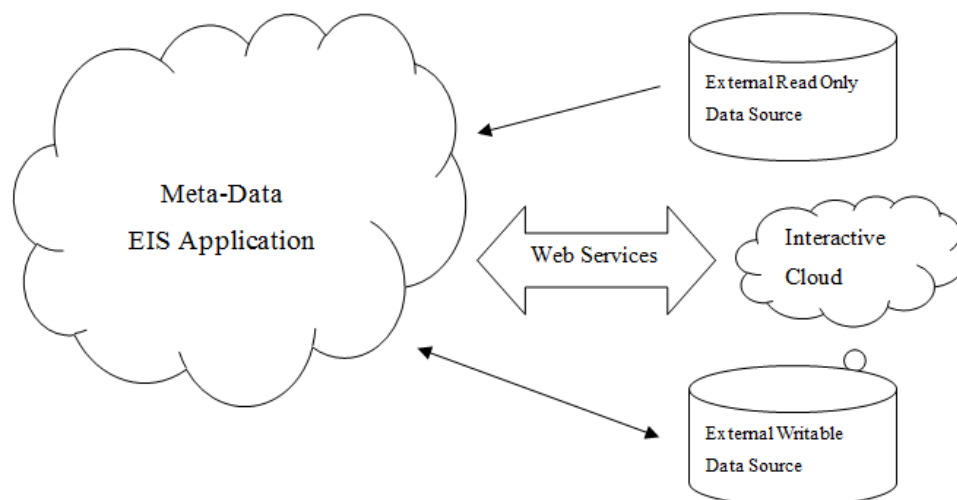 Meta-Data
EIS Application
External Read Only
Data Source
Web Services
Interactive
Cloud
External Writable
Data Source